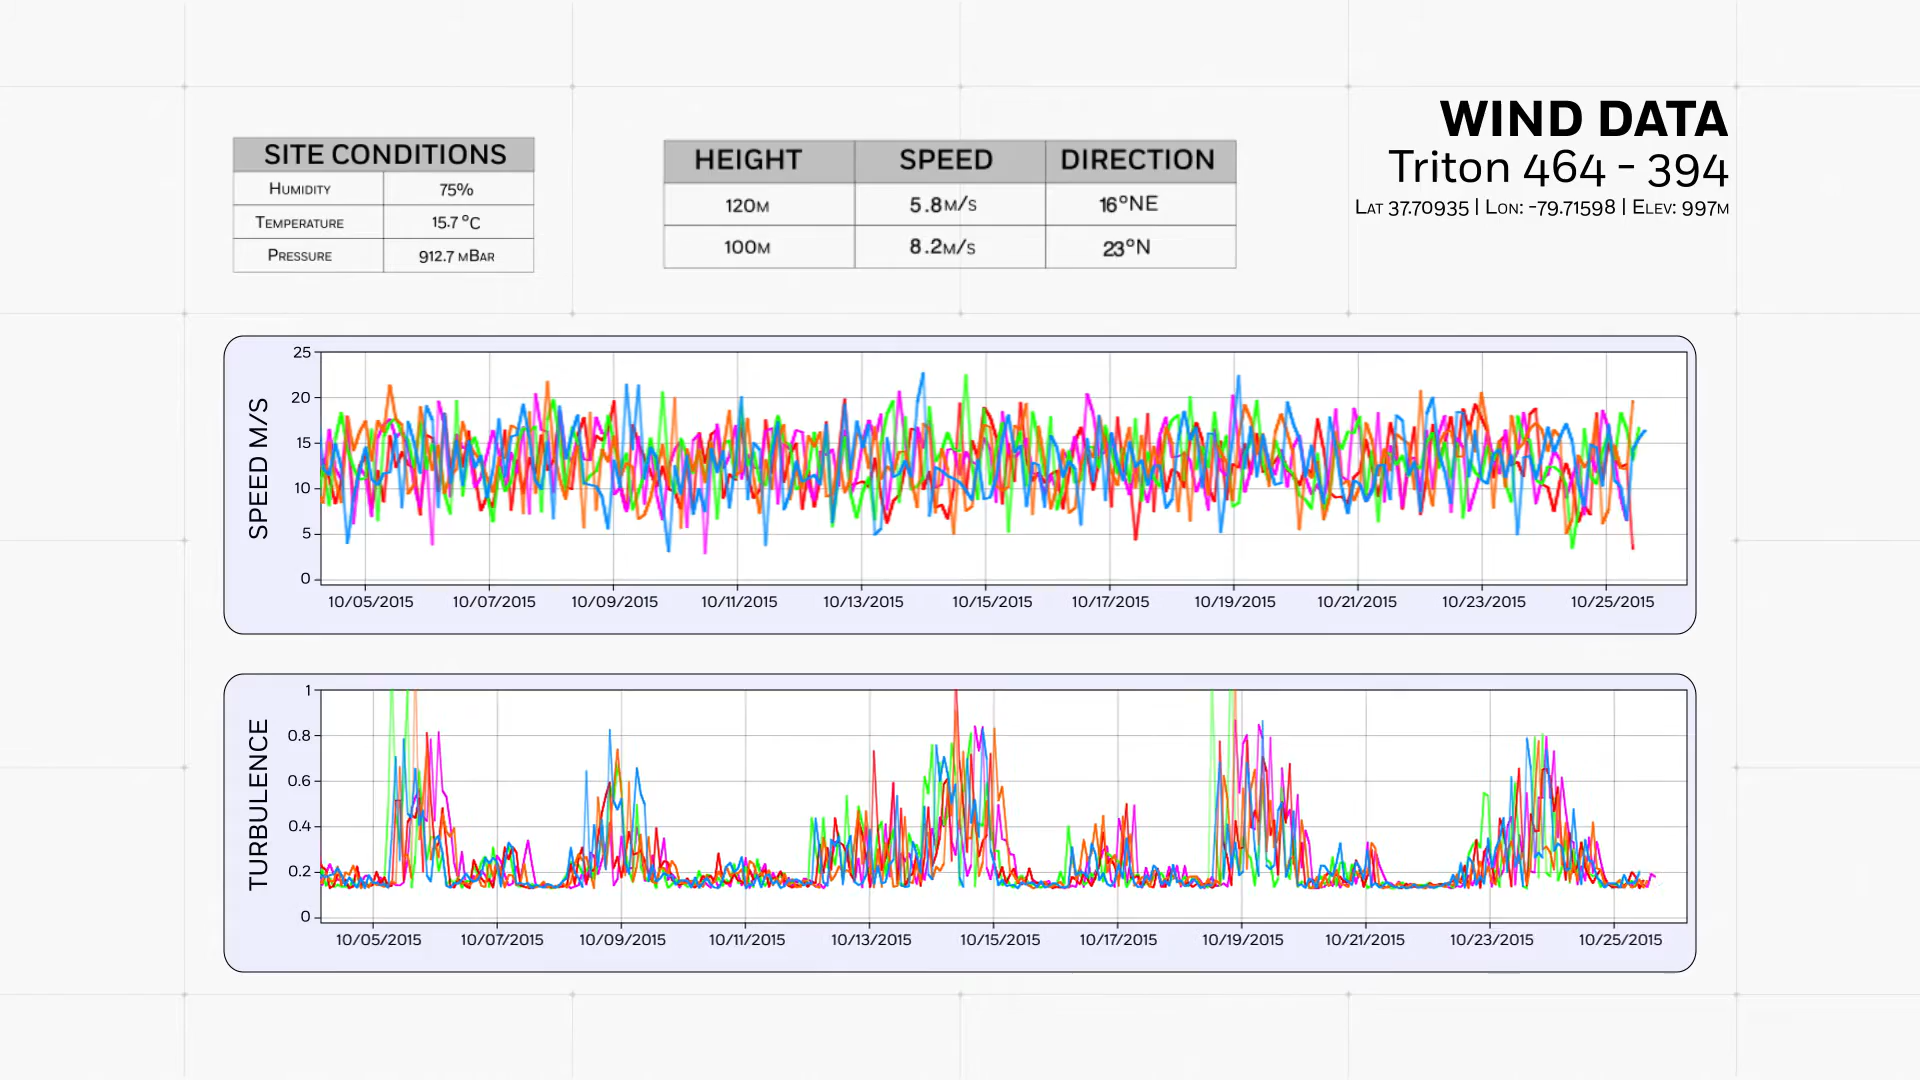 WIND DATA
Triton 464 - 394
Lat 37.70935 | Lon: -79.71598 | Elev: 997m
SITE CONDITIONS
Humidity 75%
Temperature 15.7 °C
Pressure 912.7 mBar
HEIGHT SPEED DIRECTION
120m 5.8m/s 16°NE
100m 8.2m/s 23°N
SPEED M/S
25
20
15
10
5
0
10/05/2015 10/07/2015 10/09/2015 10/11/2015 10/13/2015 10/15/2015 10/17/2015 10/19/2015 10/21/2015 10/23/2015 10/25/2015
TURBULENCE
1
0.8
0.6
0.4
0.2
0
10/05/2015 10/07/2015 10/09/2015 10/11/2015 10/13/2015 10/15/2015 10/17/2015 10/19/2015 10/21/2015 10/23/2015 10/25/2015